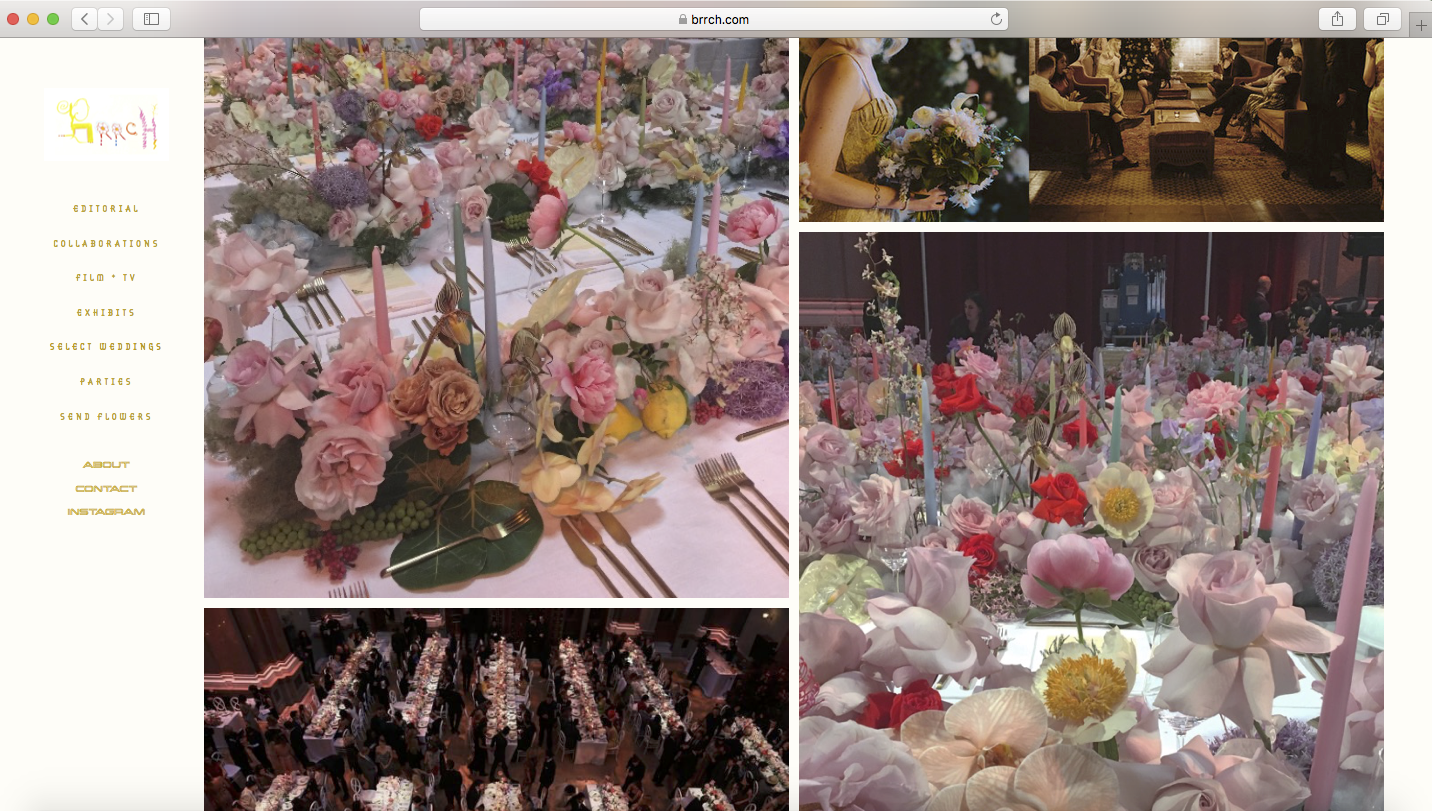 brrch.com
BRRCH
EDITORIAL
COLLABORATIONS
FILM + TV
EXHIBITS
SELECT WEDDINGS
PARTIES
SEND FLOWERS
ABOUT
CONTACT
INSTAGRAM